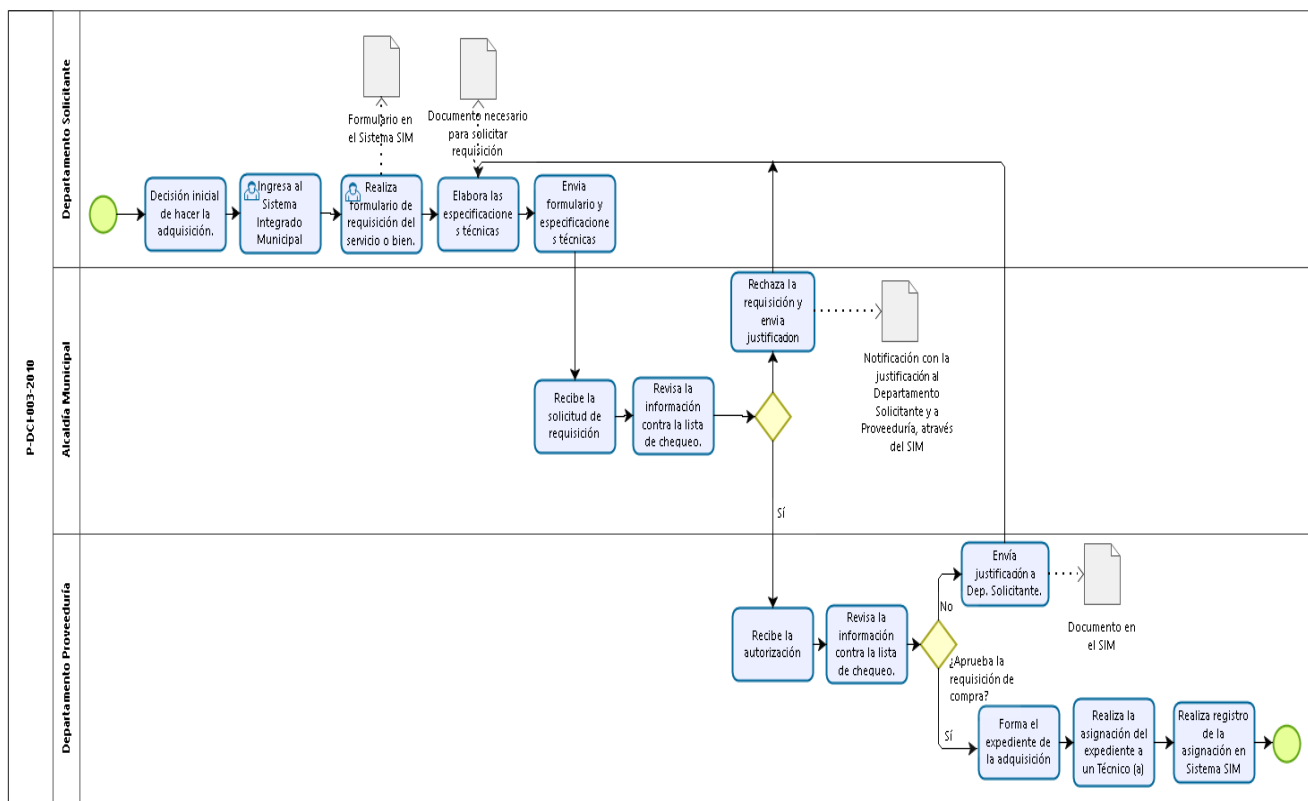 P-DCI-003-2010
Departamento Solicitante
Formulario en
el Sistema SIM
Documento necesario
para solicitar
requisición
Decisión inicial
de hacer la
adquisición.
Ingresa al
Sistema
Integrado
Municipal
Realiza
formulario de
requisición del
servicio o bien.
Elabora las
especificacione
s técnicas
Envia
formulario y
especificacione
s técnicas
Alcaldía Municipal
Rechaza la
requisición y
envia
justificadon
Notificación con la
justificación al
Departamento
Solicitante y a
Proveeduría, através
del SIM
Recibe la
solicitud de
requisición
Revisa la
información
contra la lista
de chequeo.
Sí
Departamento Proveeduría
Envía
justificación a
Dep. Solicitante.
Documento en
el SIM
No
Recibe la
autorización
Revisa la
información
contra la lista
de chequeo.
¿Aprueba la
requisición de
compra?
Sí
Forma el
expediente de
la adquisición
Realiza la
asignación del
expediente a
un Técnico (a)
Realiza registro
de la
asignación en
Sistema SIM